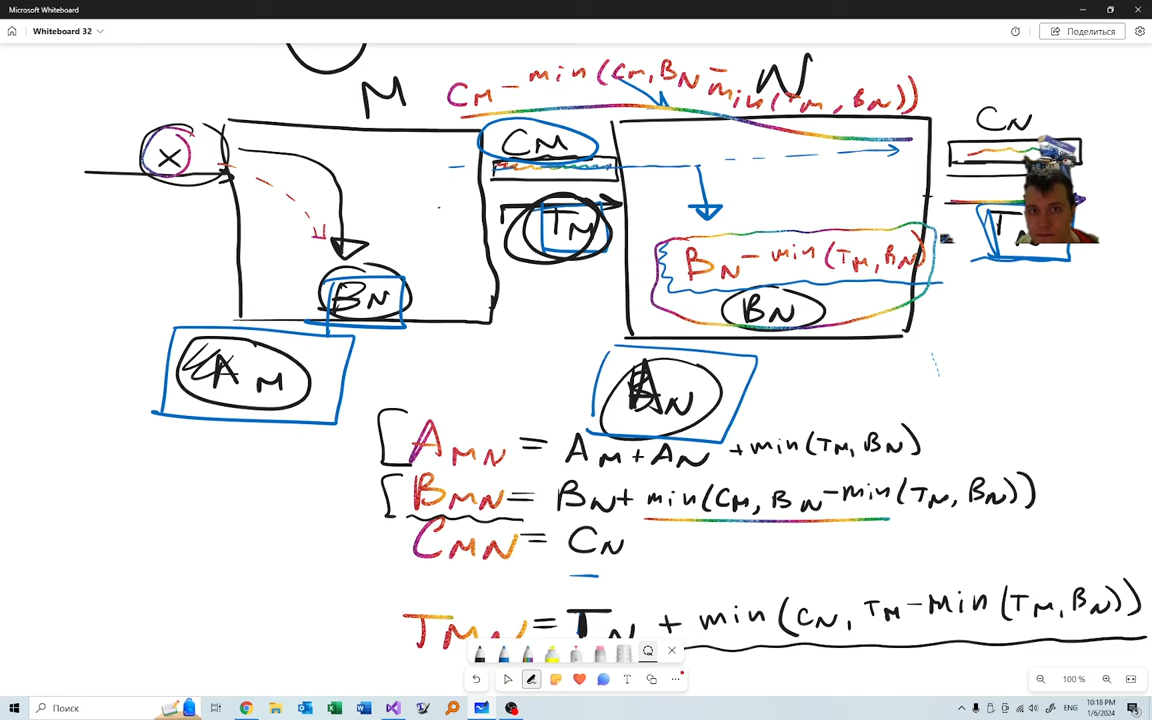 Microsoft Whiteboard
Whiteboard 32
Поделиться
M
N
CM - min(CM, BN -
min(TM, BN))
X
CM
CN
TM
BN - min(TM, BN)
BN
BN
AM
AN
AMN = AM + AN + min(TM, BN)
BMN = BN + min(CM, BN - min(TM, BN))
CMN = CN
TMN = TN + min(CN, TM - min(TM, BN))
100 %
Поиск
10:18 PM
1/6/2024